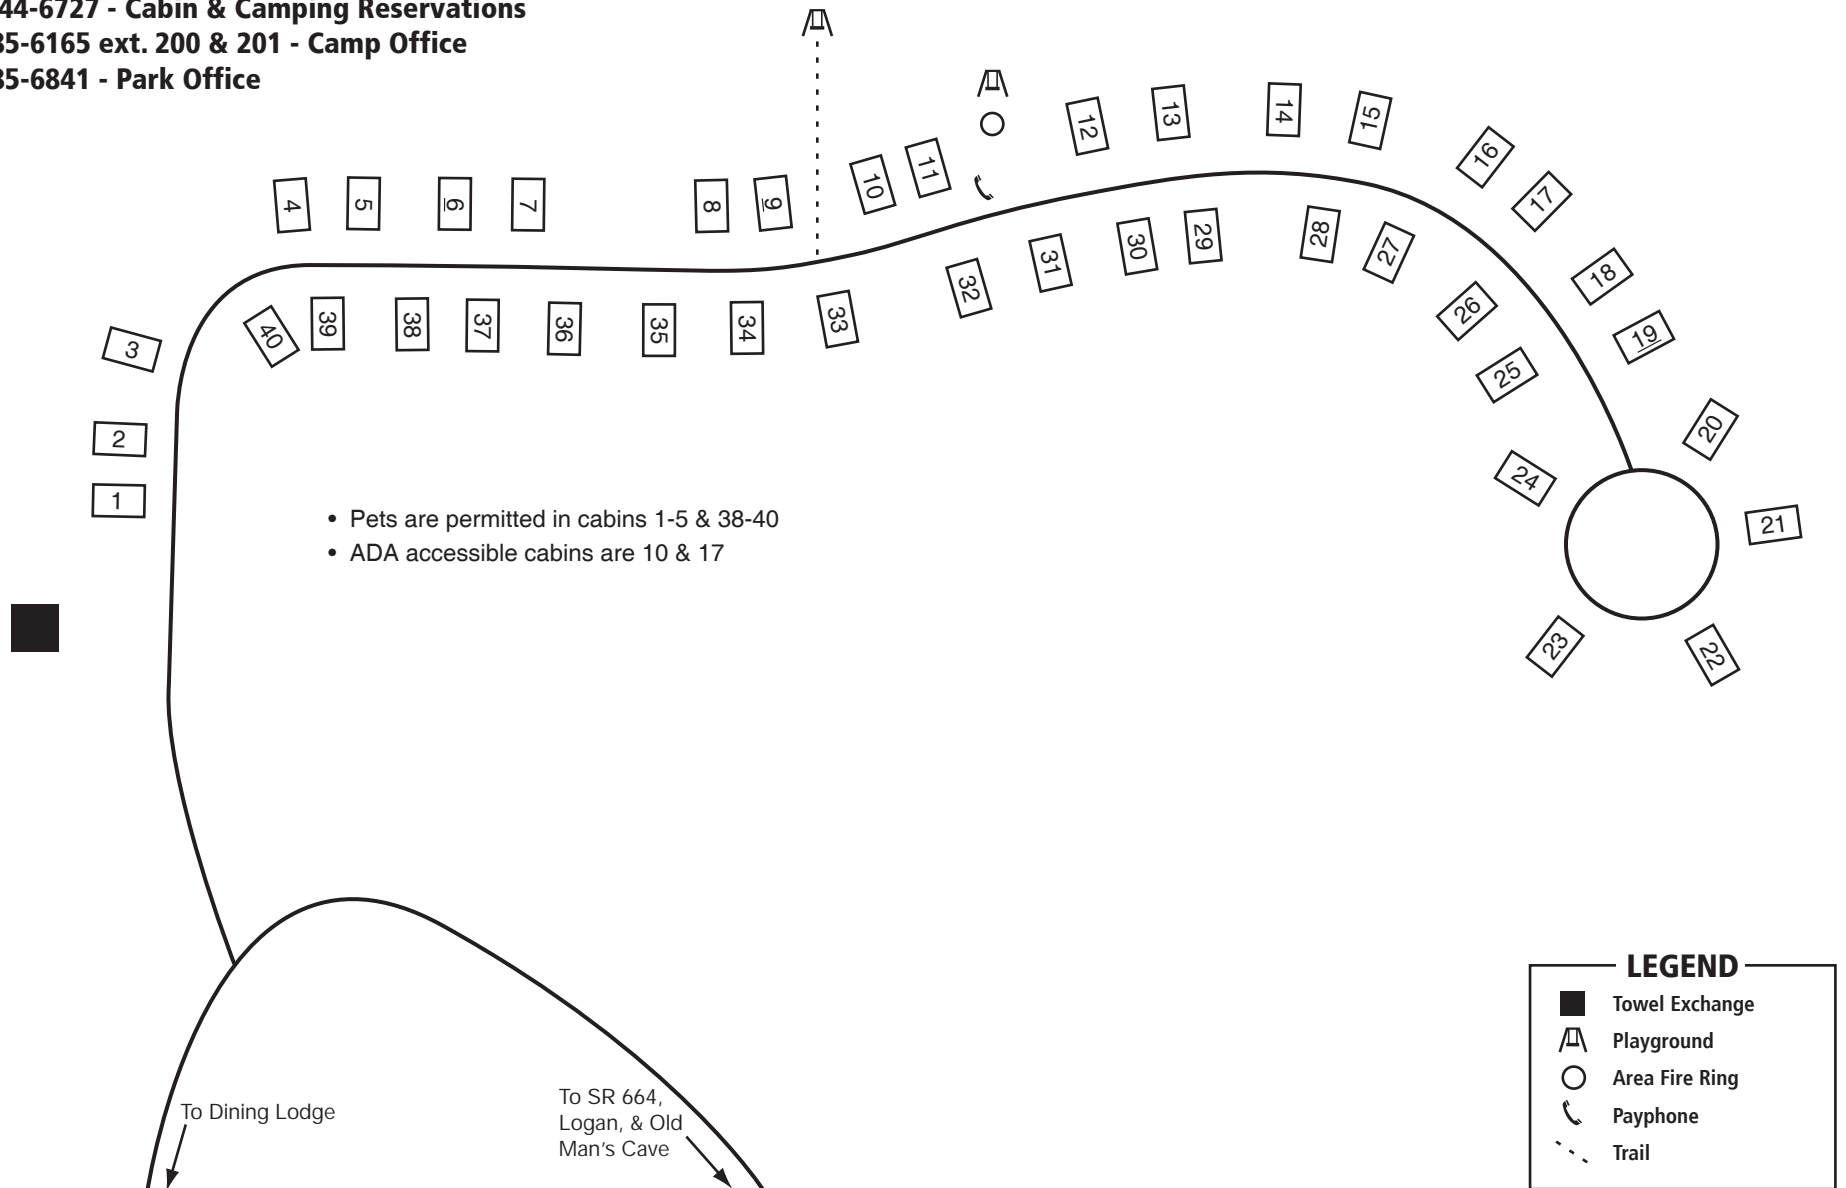 44-6727 - Cabin & Camping Reservations
35-6165 ext. 200 & 201 - Camp Office
35-6841 - Park Office
1
2
3
4
5
6
7
8
9
10
11
12
13
14
15
16
17
18
19
20
21
22
23
24
25
26
27
28
29
30
31
32
33
34
35
36
37
38
39
40
• Pets are permitted in cabins 1-5 & 38-40
• ADA accessible cabins are 10 & 17
To Dining Lodge
To SR 664,
Logan, & Old
Man's Cave
LEGEND
Towel Exchange
Playground
Area Fire Ring
Payphone
Trail